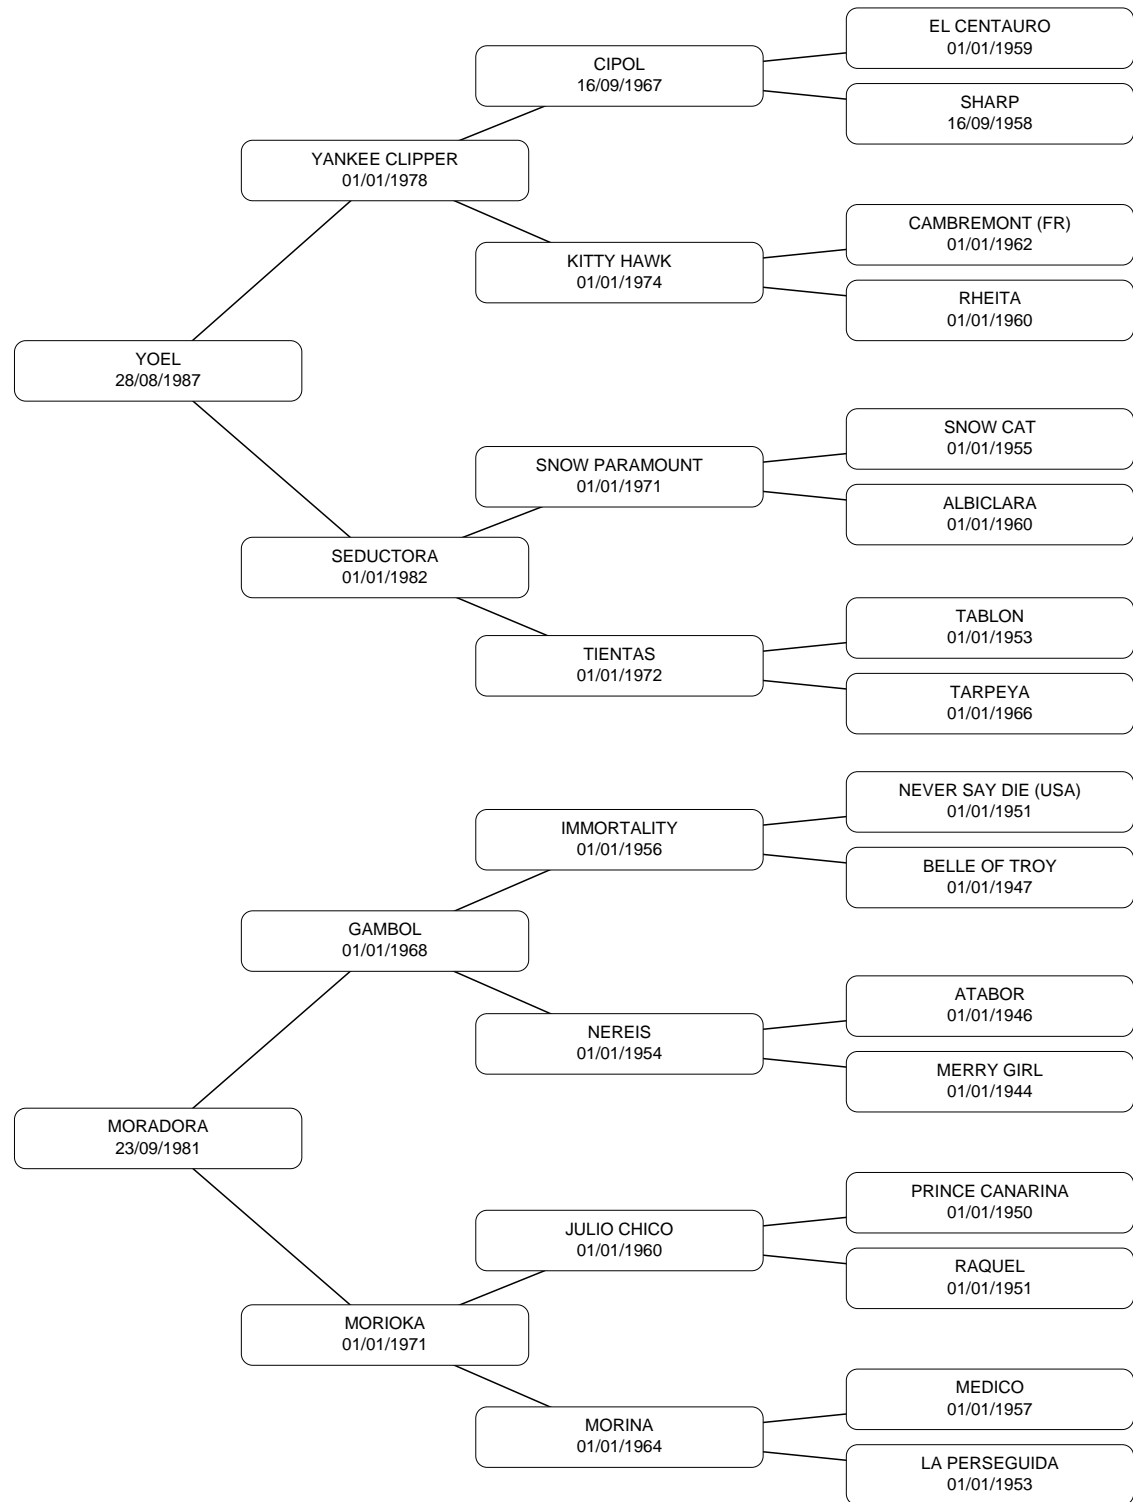 EL CENTAURO
01/01/1959
CIPOL
16/09/1967
SHARP
16/09/1958
YANKEE CLIPPER
01/01/1978
CAMBREMONT (FR)
01/01/1962
KITTY HAWK
01/01/1974
RHEITA
01/01/1960
YOEL
28/08/1987
SNOW CAT
01/01/1955
SNOW PARAMOUNT
01/01/1971
ALBICLARA
01/01/1960
SEDUCTORA
01/01/1982
TABLON
01/01/1953
TIENTAS
01/01/1972
TARPEYA
01/01/1966
NEVER SAY DIE (USA)
01/01/1951
IMMORTALITY
01/01/1956
BELLE OF TROY
01/01/1947
GAMBOL
01/01/1968
ATABOR
01/01/1946
NEREIS
01/01/1954
MERRY GIRL
01/01/1944
MORADORA
23/09/1981
PRINCE CANARINA
01/01/1950
JULIO CHICO
01/01/1960
RAQUEL
01/01/1951
MORIOKA
01/01/1971
MEDICO
01/01/1957
MORINA
01/01/1964
LA PERSEGUIDA
01/01/1953